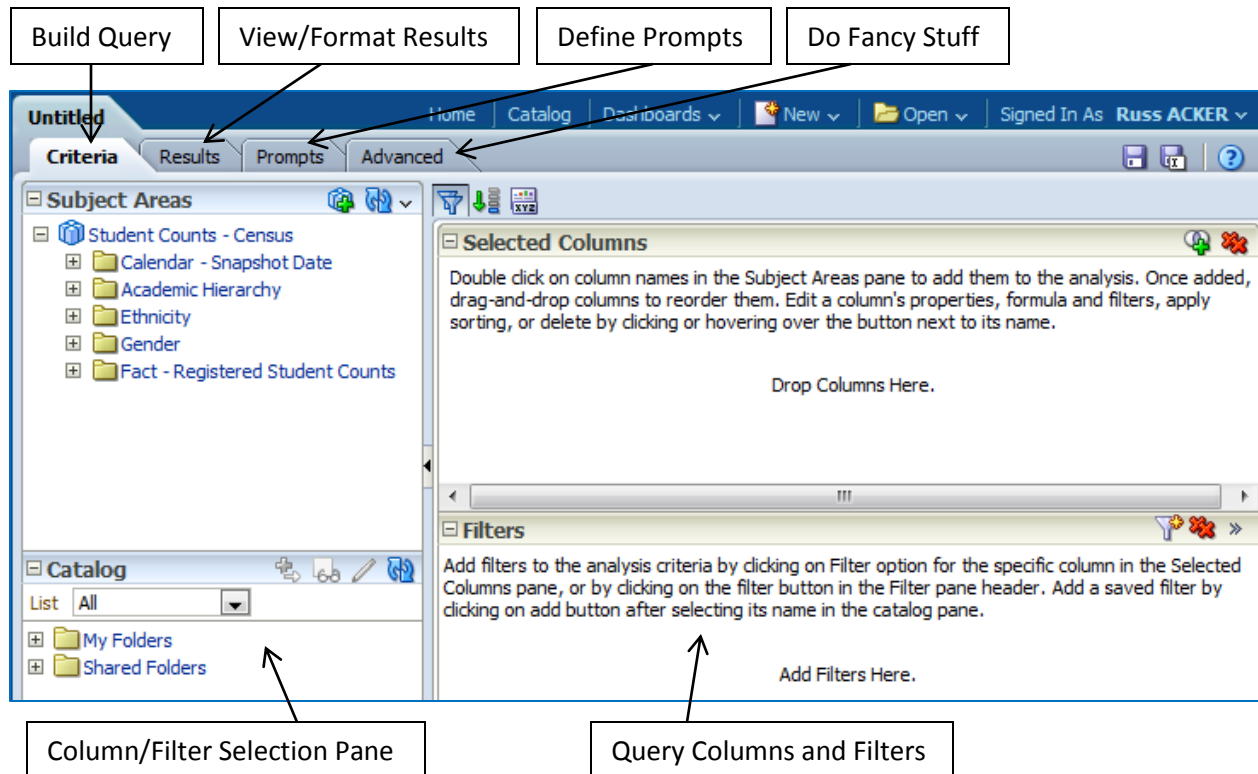 Build Query
View/Format Results
Define Prompts
Do Fancy Stuff
Untitled
Home
Catalog
Dashboards
New
Open
Signed In As Russ ACKER
Criteria
Results
Prompts
Advanced
Subject Areas
Student Counts - Census
Calendar - Snapshot Date
Academic Hierarchy
Ethnicity
Gender
Fact - Registered Student Counts
Catalog
List All
My Folders
Shared Folders
XYZ
Selected Columns
Double click on column names in the Subject Areas pane to add them to the analysis. Once added,
drag-and-drop columns to reorder them. Edit a column's properties, formula and filters, apply
sorting, or delete by clicking or hovering over the button next to its name.
Drop Columns Here.
Filters
Add filters to the analysis criteria by clicking on Filter option for the specific column in the Selected
Columns pane, or by clicking on the filter button in the Filter pane header. Add a saved filter by
clicking on add button after selecting its name in the catalog pane.
Add Filters Here.
Column/Filter Selection Pane
Query Columns and Filters